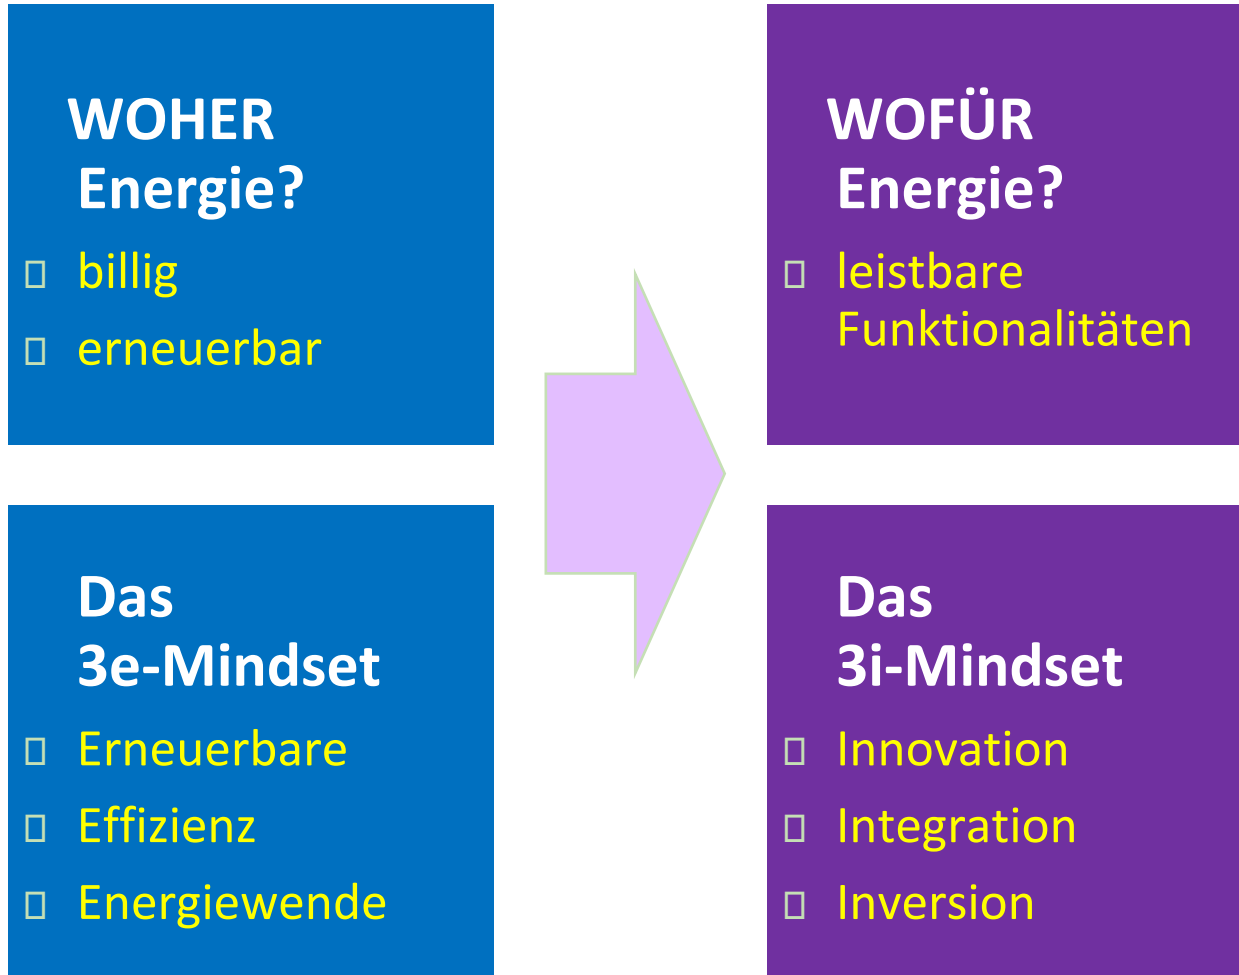 WOHER
Energie?
billig
erneuerbar
WOFÜR
Energie?
leistbare
Funktionalitäten
Das
3e-Mindset
Erneuerbare
Effizienz
Energiewende
Das
3i-Mindset
Innovation
Integration
Inversion